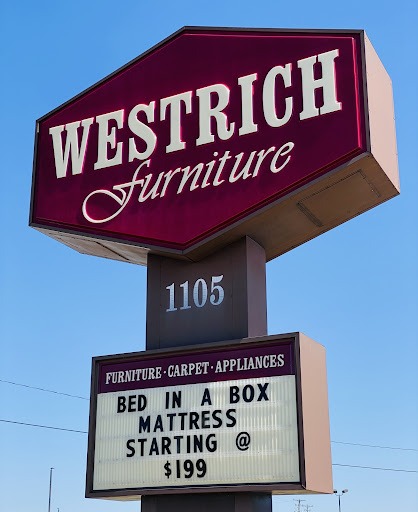 WESTRICH
Furniture
1105
FURNITURE · CARPET · APPLIANCES
BED IN A BOX
MATTRESS
STARTING @
$199